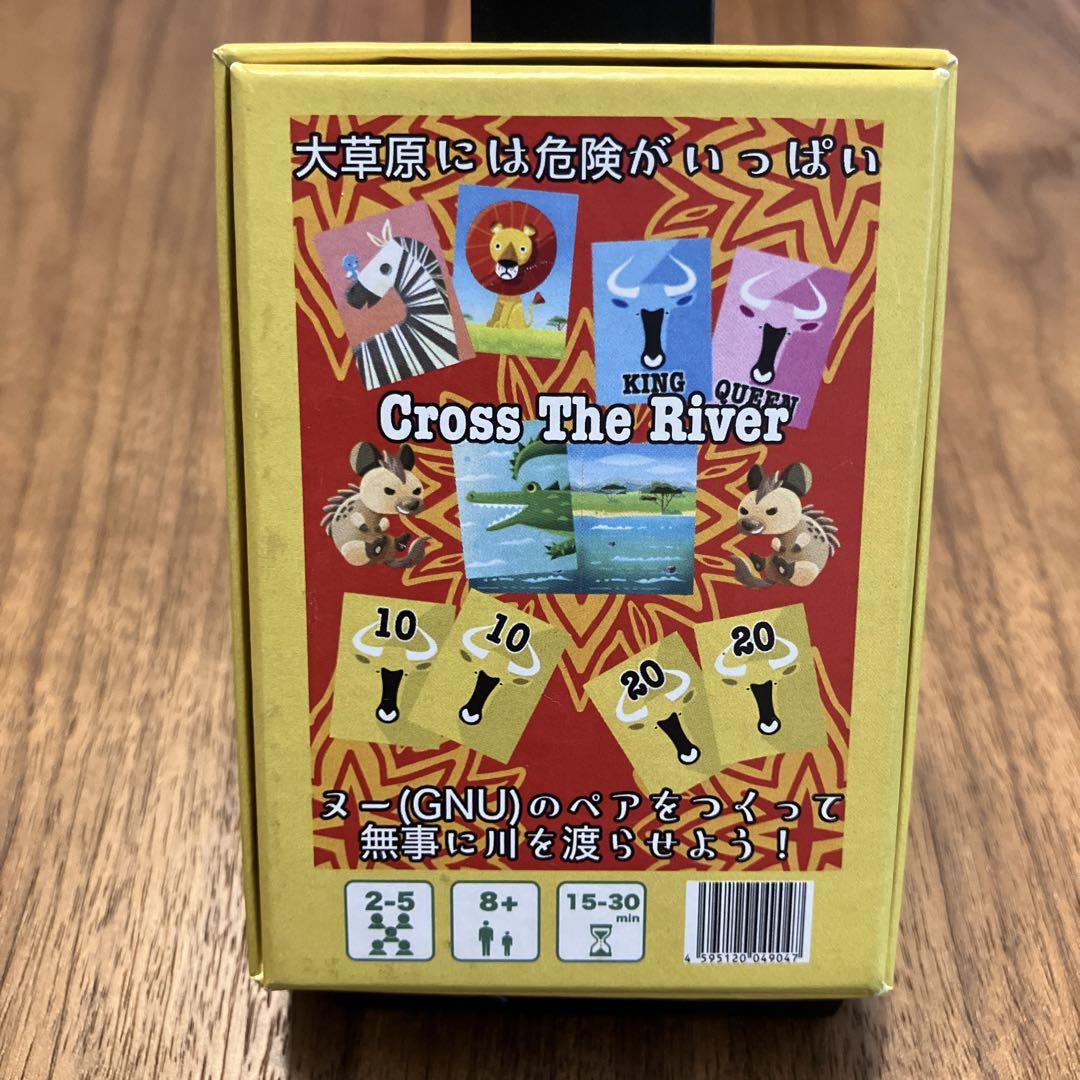 大草原には危険がいっぱい
KING
QUEEN
Cross The River
10
10
20
20
ヌー(GNU)のペアをつくって
無事に川を渡らせよう！
2-5
8+
15-30
min
4 595120 049047